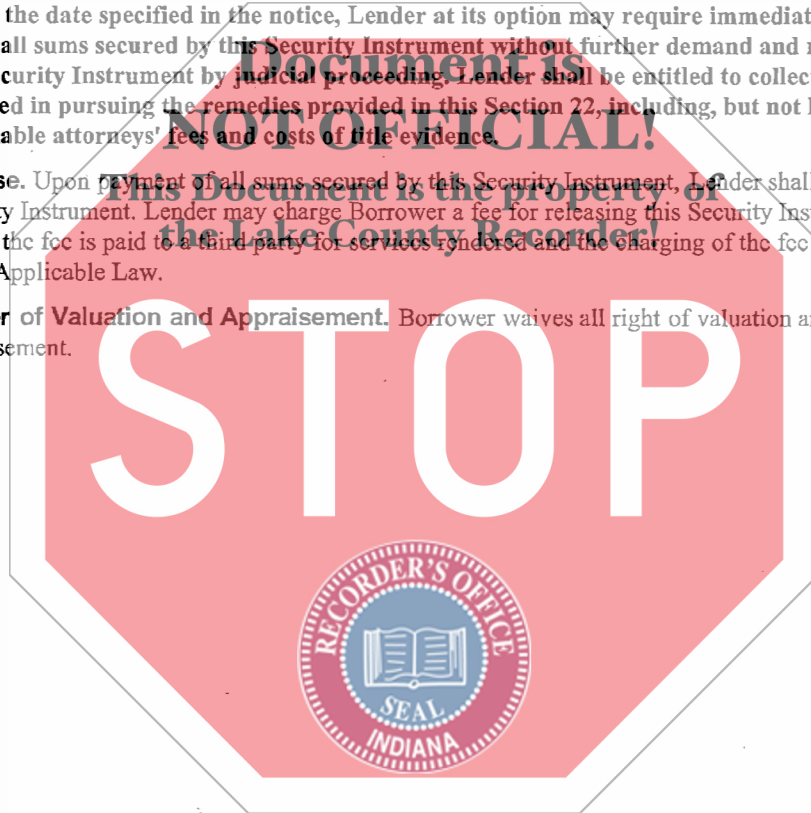 the date specified in the notice, Lender at its option may require immediat
all sums secured by this Security Instrument without further demand and
curity Instrument by judicial proceeding. Lender shall be entitled to collec
ed in pursuing the remedies provided in this Section 22, including, but not
able attorneys' fees and costs of title evidence.
se. Upon payment of all sums secured by this Security Instrument, Lender shall
y Instrument. Lender may charge Borrower a fee for releasing this Security Ins
the fee is paid to a third party for services rendered and the charging of the fee
Applicable Law.
r of Valuation and Appraisement. Borrower waives all right of valuation a
sement.
Document is
NOT OFFICIAL!
This Document is the property of
the Lake County Recorder!
STOP
RECORDER'S OFFICE
SEAL
INDIANA